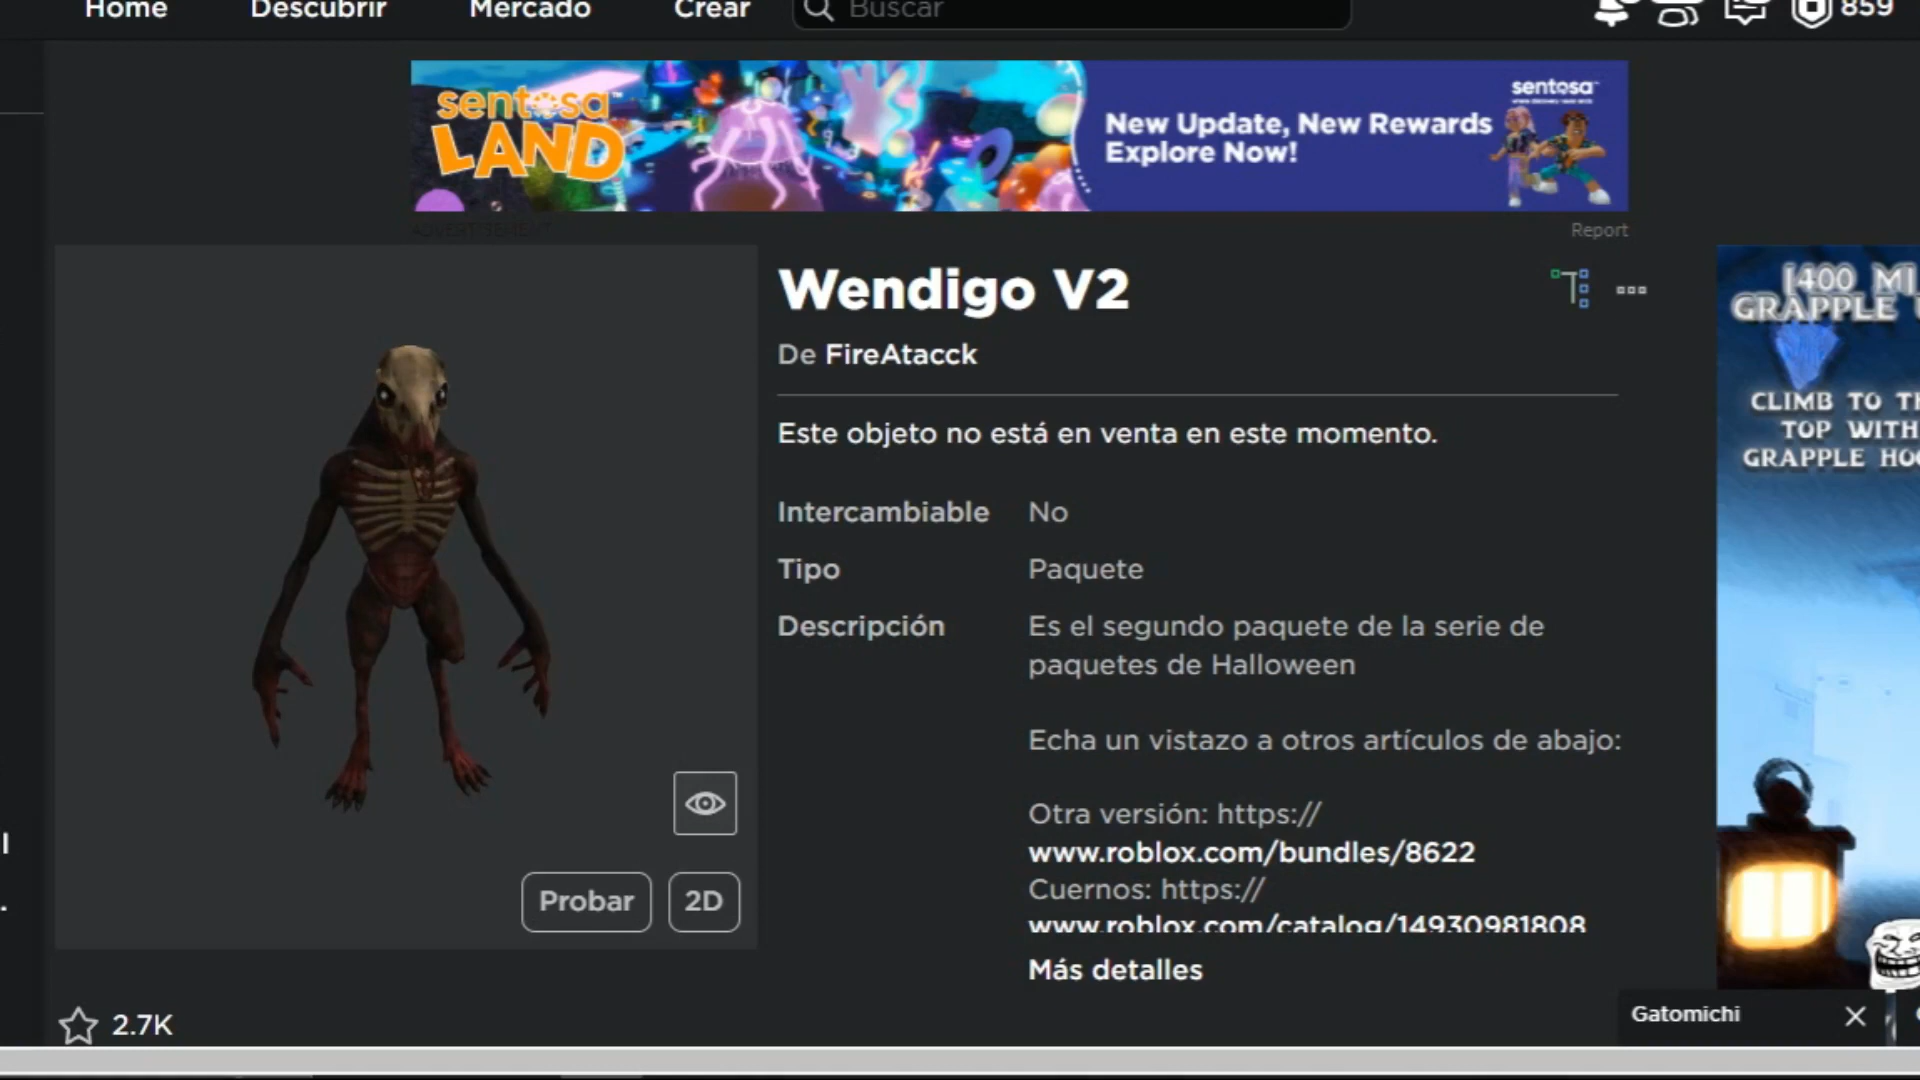 Home
Descubrir
Mercado
Crear
Buscar
859
sentosa
LAND
New Update, New Rewards
Explore Now!
sentosa
ADVERTISEMENT
Report
Wendigo V2
De FireAtacck
Este objeto no está en venta en este momento.
Intercambiable No
Tipo Paquete
Descripción Es el segundo paquete de la serie de
paquetes de Halloween
Echa un vistazo a otros artículos de abajo:
Otra versión: https://
www.roblox.com/bundles/8622
Cuernos: https://
www.roblox.com/catalog/14930981808
Más detalles
Probar
2D
2.7K
[400 M
GRAPPLE
CLIMB TO
TOP WITH
GRAPPLE
Gatomichi